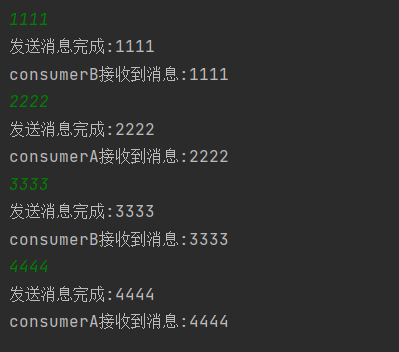 1111
发送消息完成:1111
consumerB接收到消息:1111
2222
发送消息完成:2222
consumerA接收到消息:2222
3333
发送消息完成:3333
consumerB接收到消息:3333
4444
发送消息完成:4444
consumerA接收到消息:4444